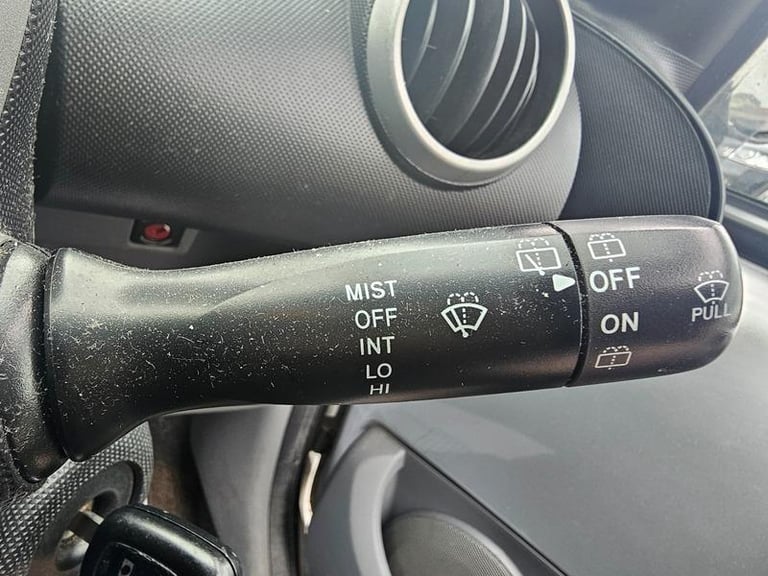 MIST
OFF
INT
LO
HI
OFF
ON
PULL